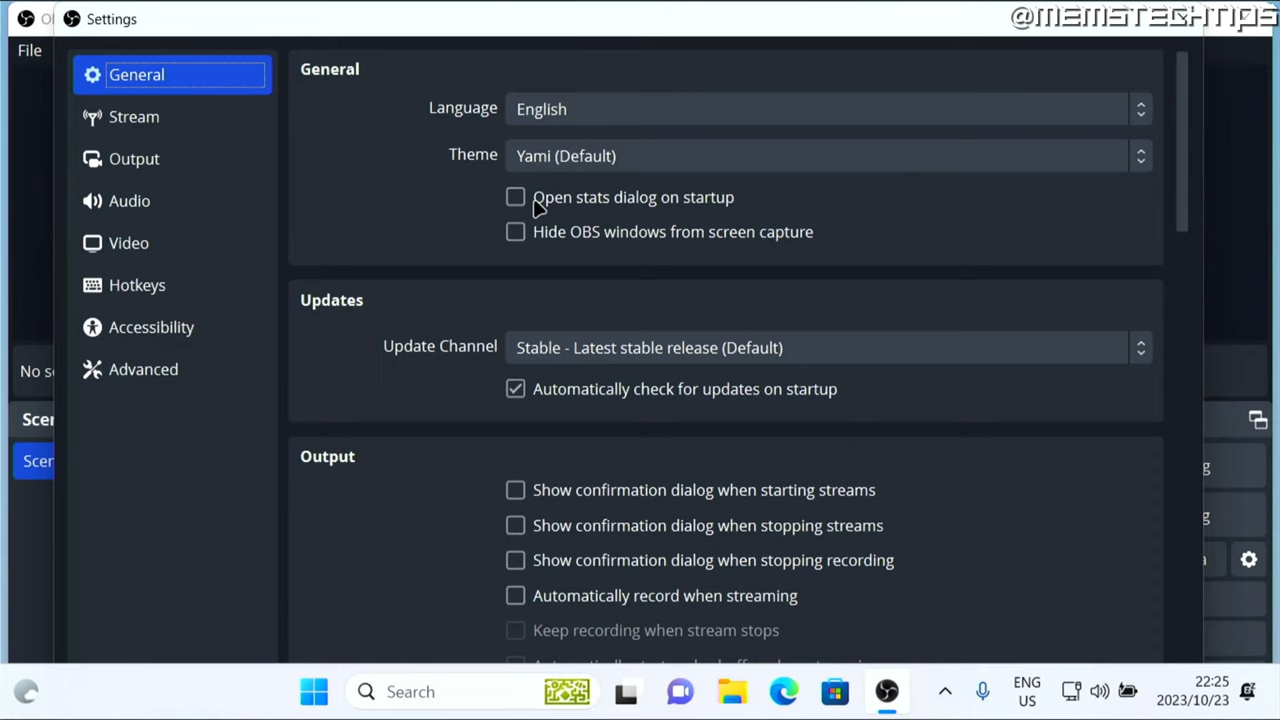 Settings
@MEMSTECHTIPS
File
General
Stream
Output
Audio
Video
Hotkeys
Accessibility
Advanced
General
Language
English
Theme
Yami (Default)
Open stats dialog on startup
Hide OBS windows from screen capture
Updates
Update Channel
Stable - Latest stable release (Default)
Automatically check for updates on startup
Output
Show confirmation dialog when starting streams
Show confirmation dialog when stopping streams
Show confirmation dialog when stopping recording
Automatically record when streaming
Keep recording when stream stops
Search
ENG
US
22:25
2023/10/23